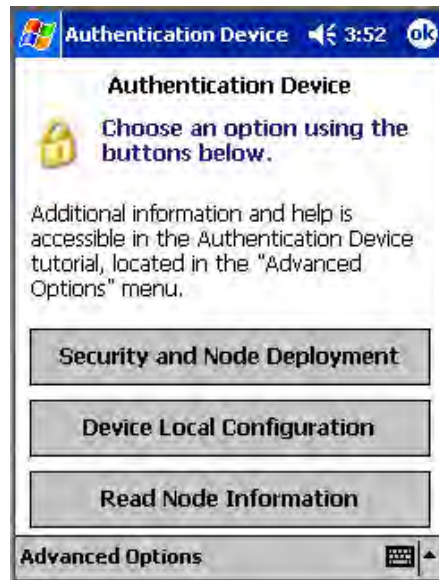 Authentication Device 3:52 ok
Authentication Device
Choose an option using the
buttons below.
Additional information and help is
accessible in the Authentication Device
tutorial, located in the "Advanced
Options" menu.
Security and Node Deployment
Device Local Configuration
Read Node Information
Advanced Options